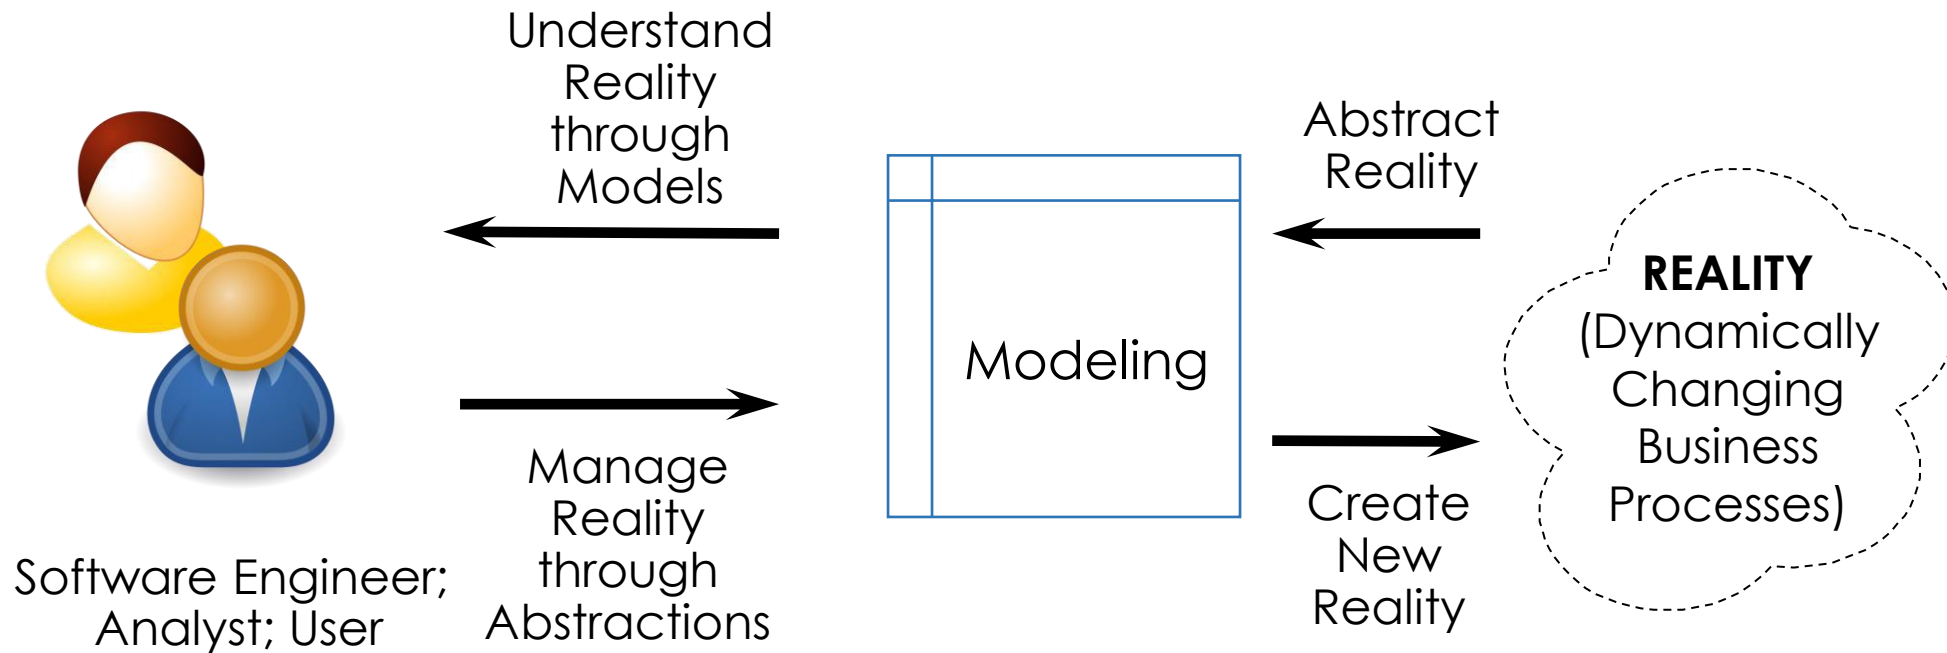 Understand
Reality
through
Models
Abstract
Reality
Modeling
REALITY
(Dynamically
Changing
Business
Processes)
Manage
Reality
through
Abstractions
Create
New
Reality
Software Engineer;
Analyst; User